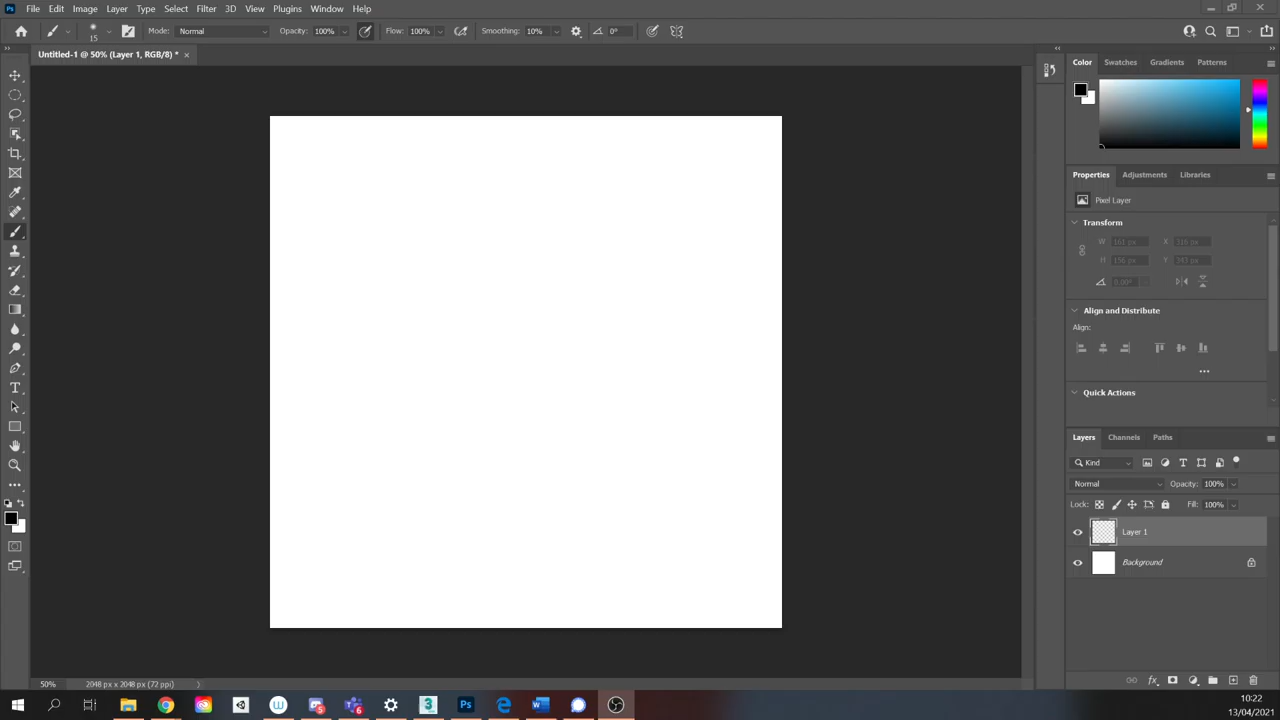 Ps File Edit Image Layer Type Select Filter 3D View Plugins Window Help
15 Mode: Normal Opacity: 100% Flow: 100% Smoothing: 10% 0°
Untitled-1 @ 50% (Layer 1, RGB/8) *
Color Swatches Gradients Patterns
Properties Adjustments Libraries
Pixel Layer
Transform
W 161 px X 316 px
H 156 px Y 343 px
0.00°
Align and Distribute
Align:
Quick Actions
Layers Channels Paths
Kind
Normal Opacity: 100%
Lock: Fill: 100%
Layer 1
Background
50% 2048 px x 2048 px (72 ppi)
10:22
13/04/2021